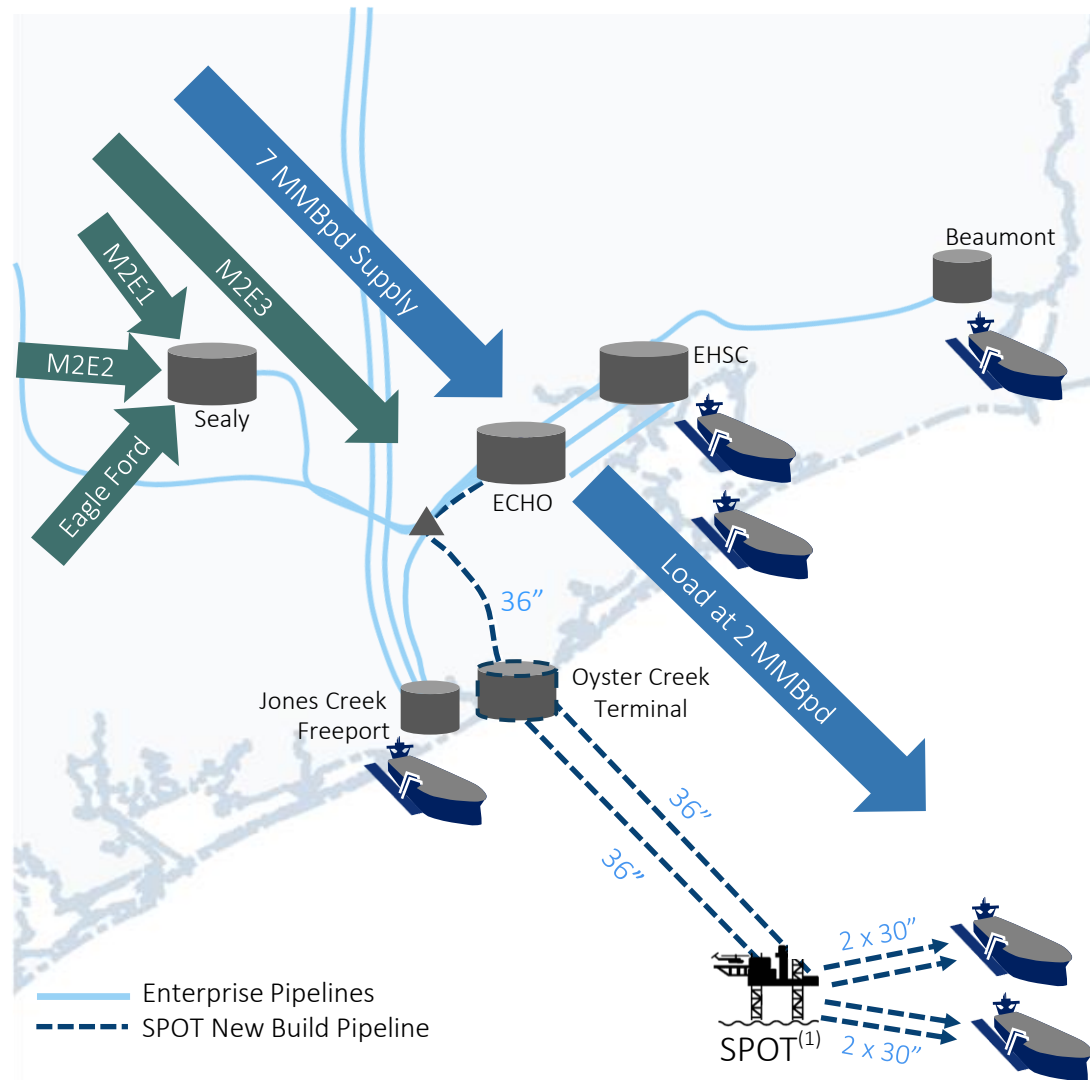 7 MMBpd Supply
M2E3
M2E1
M2E2
Eagle Ford
Sealy
Beaumont
EHSC
ECHO
Load at 2 MMBpd
36”
Oyster Creek
Terminal
Jones Creek
Freeport
36”
36”
2 x 30”
2 x 30”
SPOT(1)
Enterprise Pipelines
SPOT New Build Pipeline